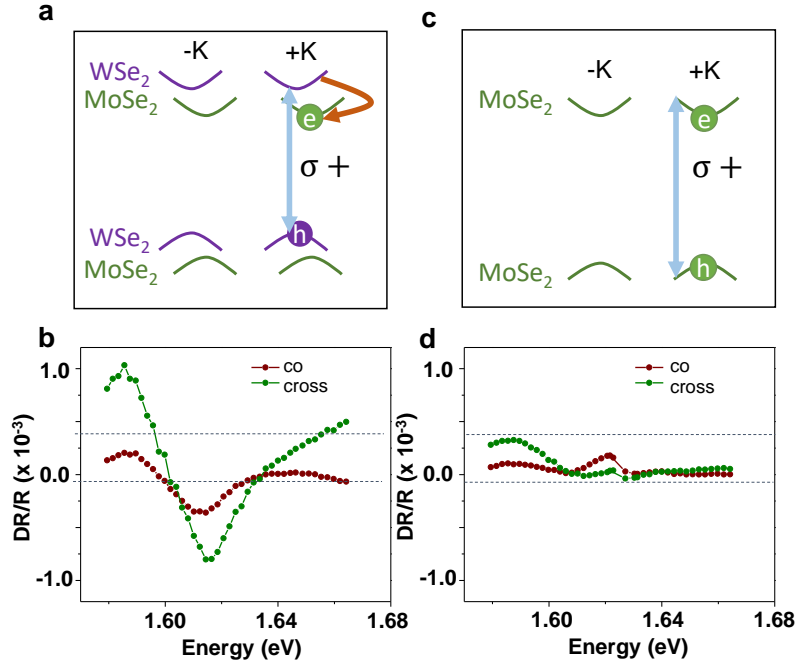 a
-K +K
WSe2
MoSe2
e
σ +
h
WSe2
MoSe2
c
-K +K
MoSe2
e
σ +
h
MoSe2
b
co
cross
1.0
0.0
-1.0
DR/R (x 10-3)
1.60 1.64 1.68
Energy (eV)
d
co
cross
1.0
0.0
-1.0
DR/R (x 10-3)
1.60 1.64 1.68
Energy (eV)